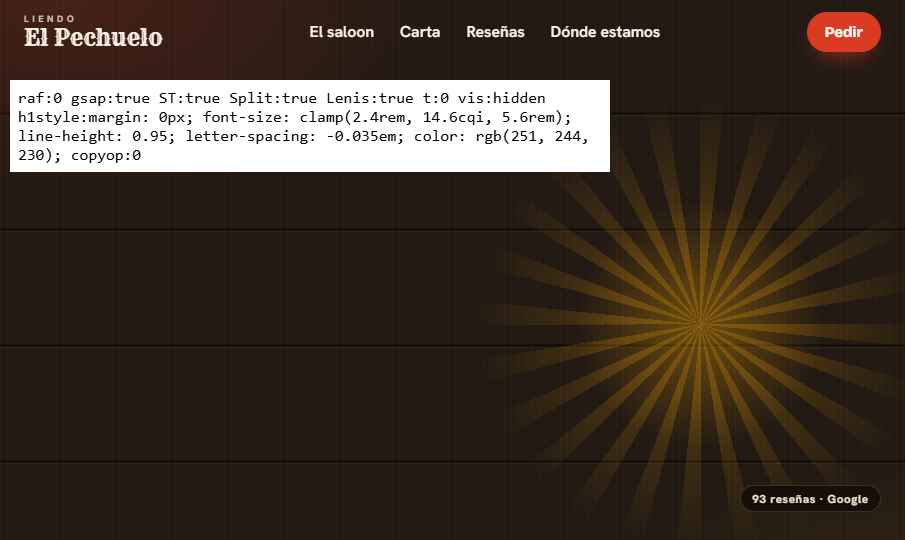 LIENDO
El Pechuelo
El saloon Carta Reseñas Dónde estamos
Pedir
raf:0 gsap:true ST:true Split:true Lenis:true t:0 vis:hidden
h1style:margin: 0px; font-size: clamp(2.4rem, 14.6cqi, 5.6rem);
line-height: 0.95; letter-spacing: -0.035em; color: rgb(251, 244,
230); copyop:0
93 reseñas · Google